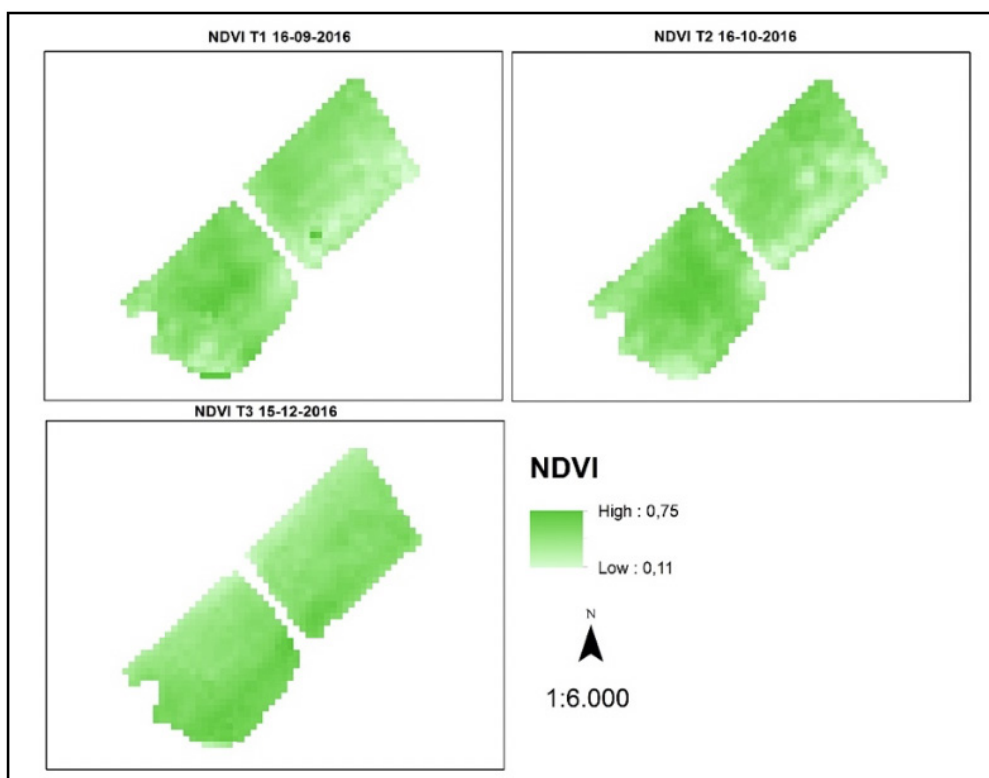 NDVI T1 16-09-2016
NDVI T2 16-10-2016
NDVI T3 15-12-2016
NDVI
High : 0,75
Low : 0,11
N
1:6.000